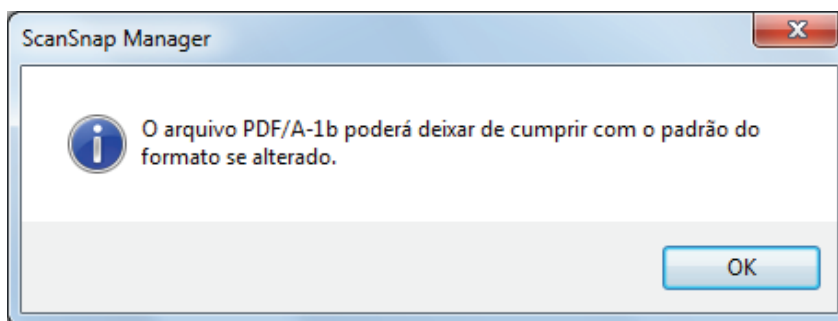 ScanSnap Manager
O arquivo PDF/A-1b poderá deixar de cumprir com o padrão do
formato se alterado.
OK